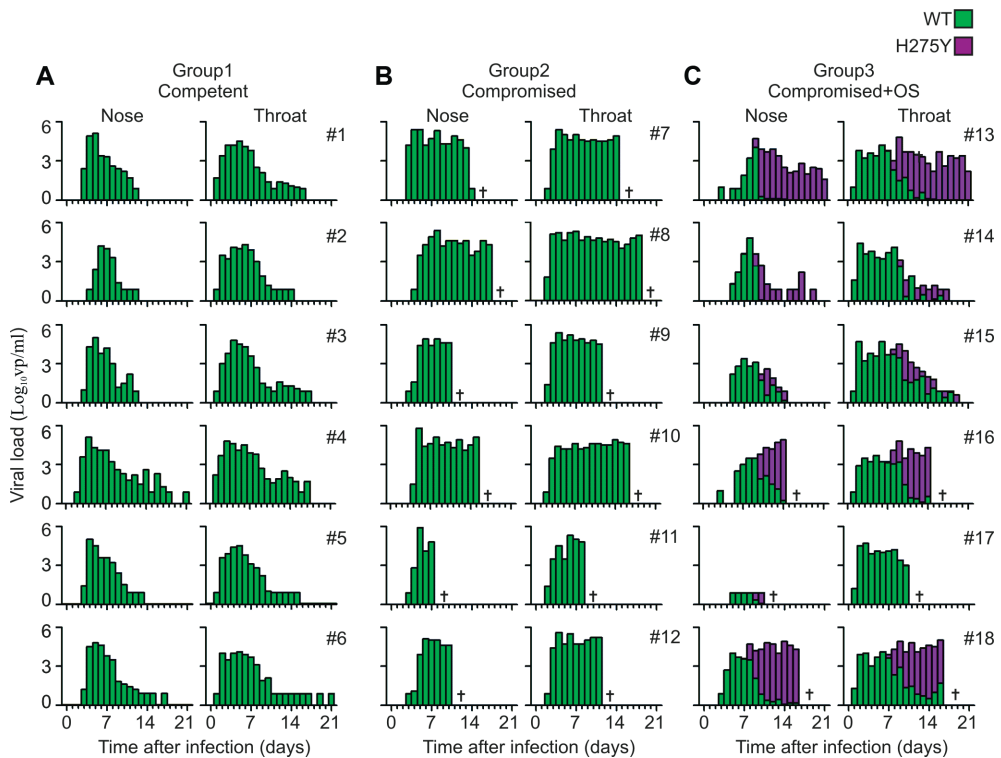 WT
H275Y
A
Group1
Competent
B
Group2
Compromised
C
Group3
Compromised+OS
Nose
Throat
Nose
Throat
Nose
Throat
6
3
0
#1
#7
#13
6
3
0
#2
#8
#14
6
3
0
#3
#9
#15
6
3
0
#4
#10
#16
6
3
0
#5
#11
#17
6
3
0
#6
#12
#18
Viral load (Log₁₀vp/ml)
† † † † † † † † † † † † † † † † † †
0 7 14 21 0 7 14 21
0 7 14 21 0 7 14 21
0 7 14 21 0 7 14 21
Time after infection (days)
Time after infection (days)
Time after infection (days)